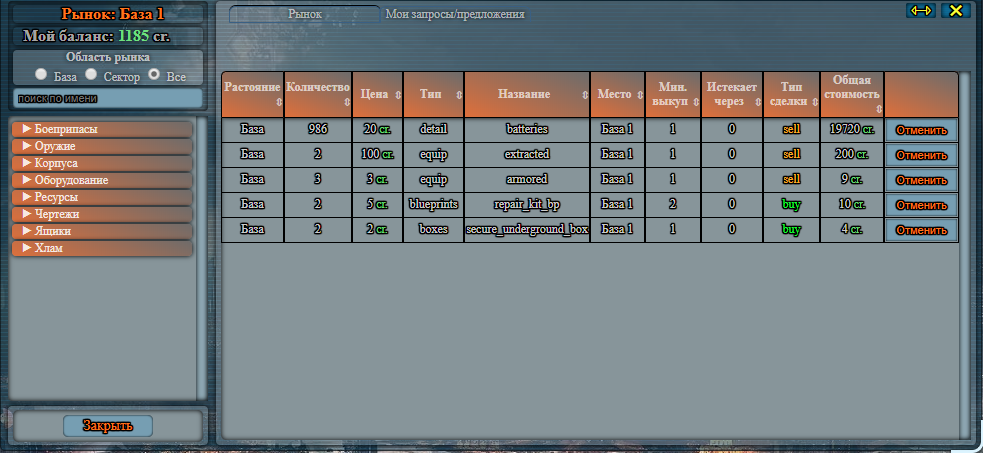 Рынок: База 1
Мой баланс: 1185 cr.
Область рынка
База Сектор Все
поиск по имени
Боеприпасы
Оружие
Корпуса
Оборудование
Ресурсы
Чертежи
Ящики
Хлам
Закрыть
Рынок Мои запросы/предложения
Растояние Количество Цена Тип Название Место Мин. выкуп Истекает через Тип сделки Общая стоимость
База 986 20 cr. detail batteries База 1 1 0 sell 19720 cr. Отменить
База 2 100 cr. equip extracted База 1 1 0 sell 200 cr. Отменить
База 3 3 cr. equip armored База 1 1 0 sell 9 cr. Отменить
База 2 5 cr. blueprints repair_kit_bp База 1 2 0 buy 10 cr. Отменить
База 2 2 cr. boxes secure_underground_box База 1 1 0 buy 4 cr. Отменить